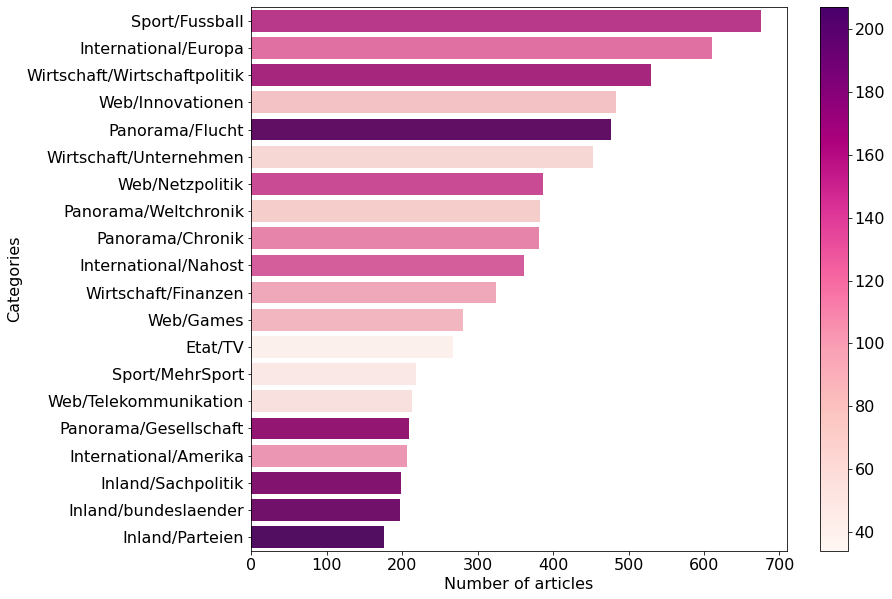 Categories
Sport/Fussball
International/Europa
Wirtschaft/Wirtschaftpolitik
Web/Innovationen
Panorama/Flucht
Wirtschaft/Unternehmen
Web/Netzpolitik
Panorama/Weltchronik
Panorama/Chronik
International/Nahost
Wirtschaft/Finanzen
Web/Games
Etat/TV
Sport/MehrSport
Web/Telekommunikation
Panorama/Gesellschaft
International/Amerika
Inland/Sachpolitik
Inland/bundeslaender
Inland/Parteien
0 100 200 300 400 500 600 700
Number of articles
200
180
160
140
120
100
80
60
40